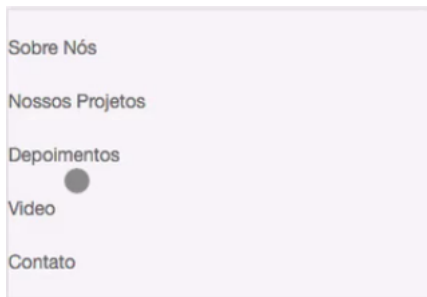 Sobre Nós
Nossos Projetos
Depoimentos
Video
Contato